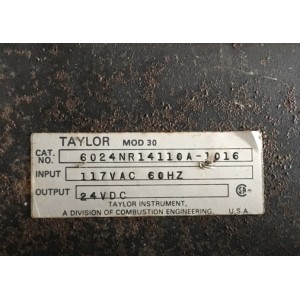 TAYLOR MOD 30
CAT. NO. 6024NR14110A-1016
INPUT 117VAC 60HZ
OUTPUT 24VDC
TAYLOR INSTRUMENT,
A DIVISION OF COMBUSTION ENGINEERING, U.S.A.